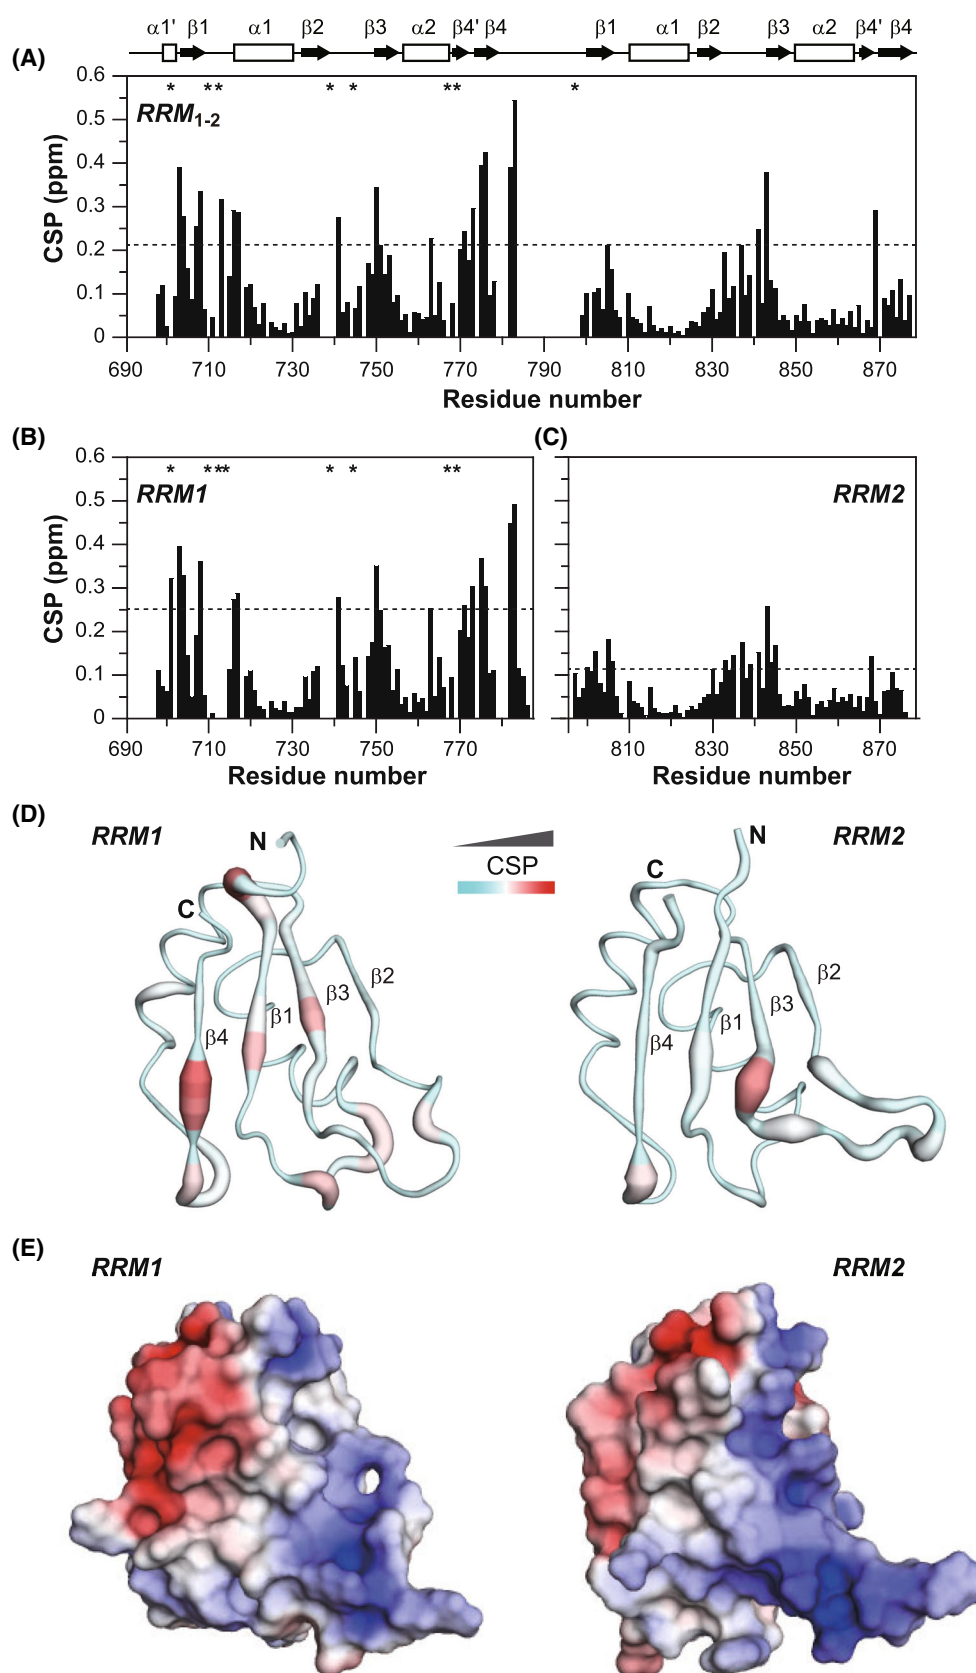 α1' β1 α1 β2 β3 α2 β4' β4 β1 α1 β2 β3 α2 β4' β4
(A)
0.6
* ** * * ** *
RRM1-2
0.5
0.4
0.3
0.2
0.1
0
CSP (ppm)
690 710 730 750 770 790 810 830 850 870
Residue number
(B) (C)
0.6
* *** * * **
RRM1 RRM2
0.5
0.4
0.3
0.2
0.1
0
CSP (ppm)
690 710 730 750 770 810 830 850 870
Residue number Residue number
(D)
RRM1 N CSP N RRM2
C C
β2 β2
β3 β3
β1 β1
β4 β4
(E)
RRM1 RRM2